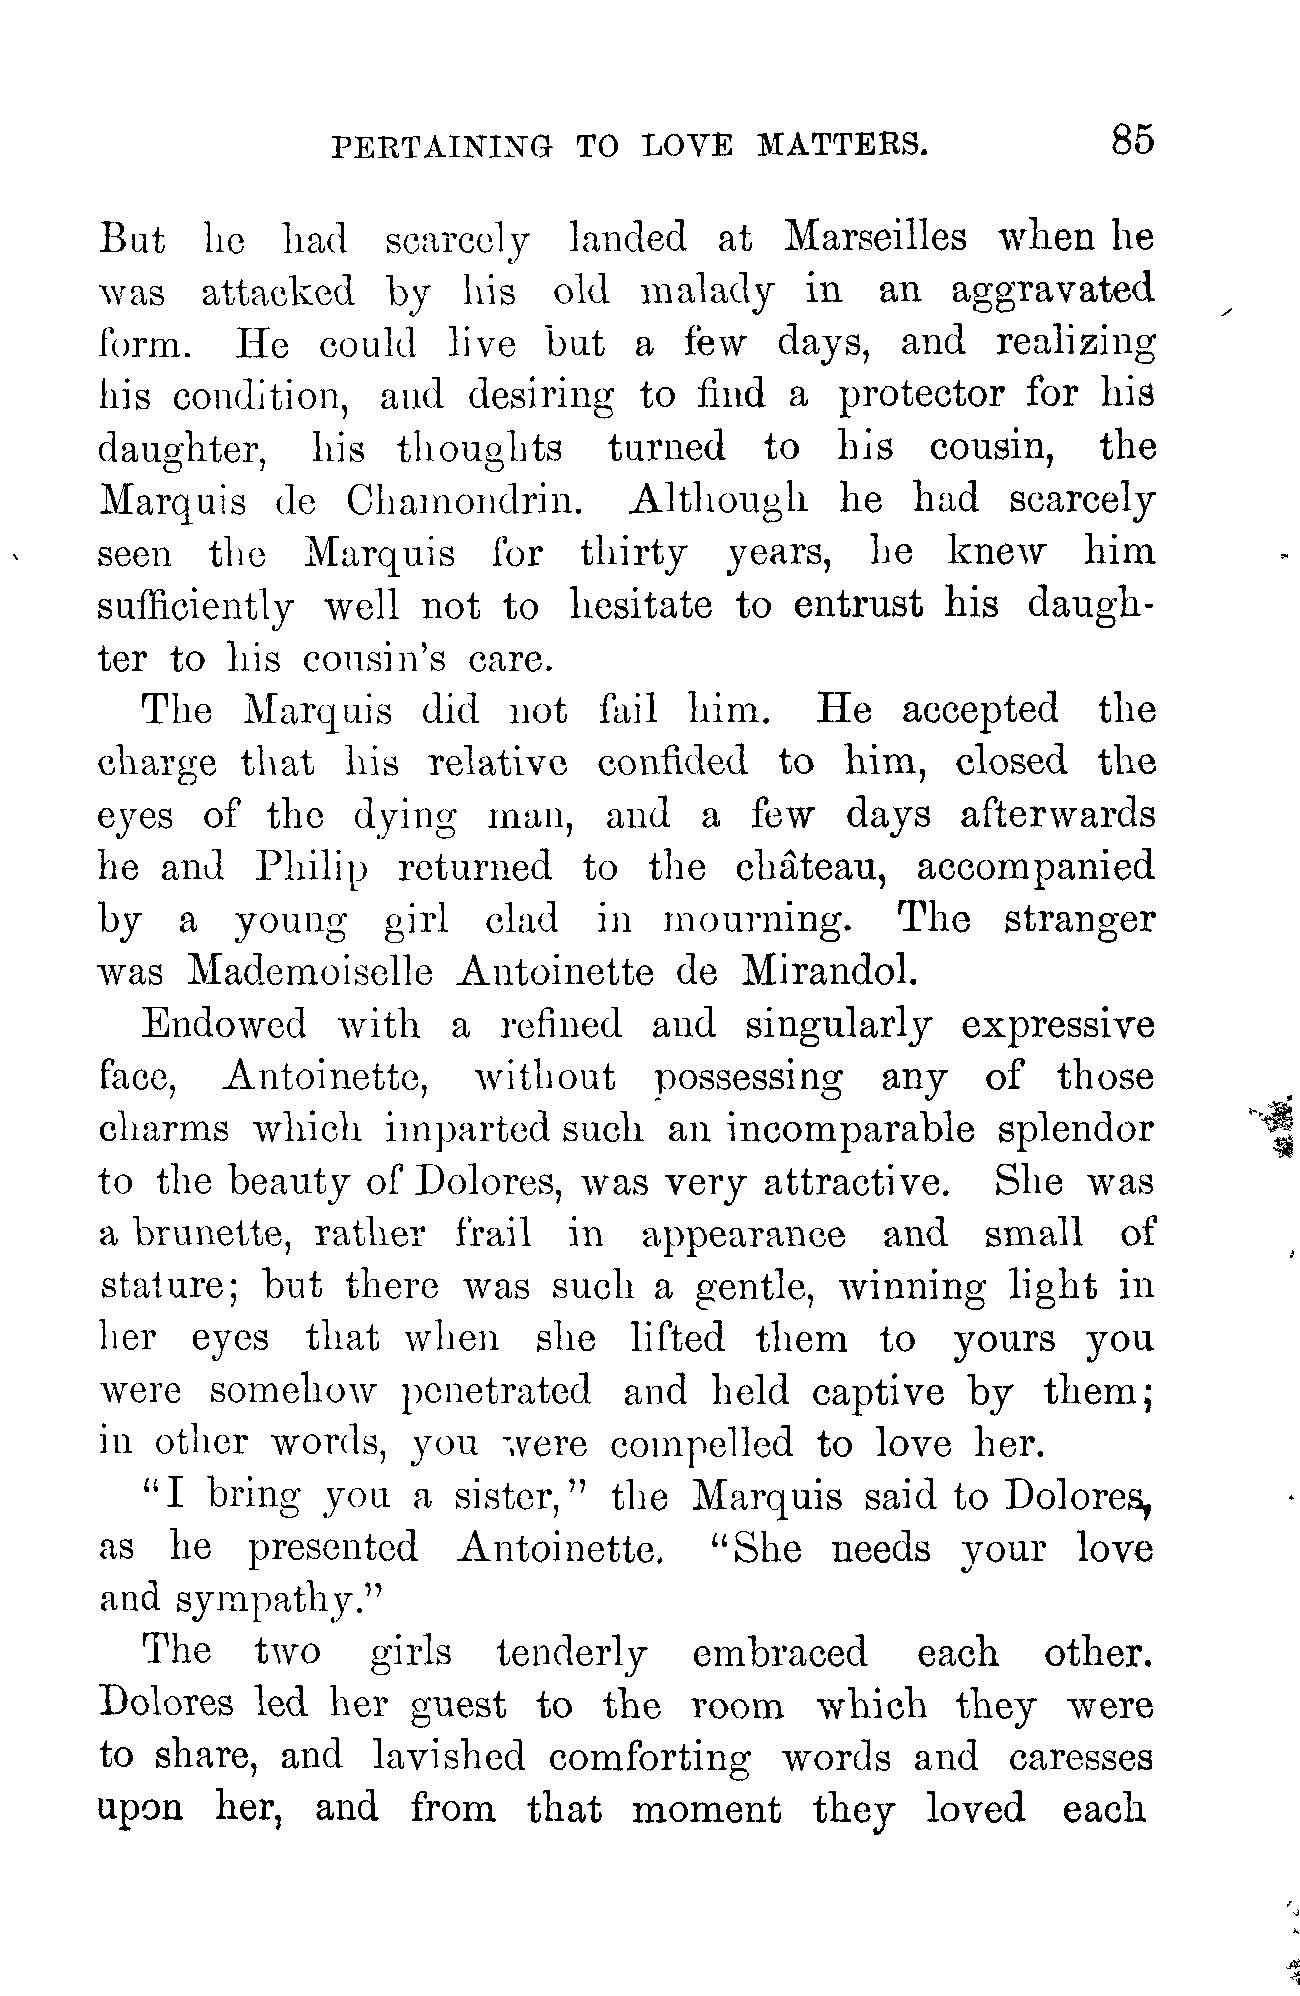 PERTAINING TO LOVE MATTERS. 85
But he had scarcely landed at Marseilles when he
was attacked by his old malady in an aggravated
form. He could live but a few days, and realizing
his condition, and desiring to find a protector for his
daughter, his thoughts turned to his cousin, the
Marquis de Chamondrin. Although he had scarcely
seen the Marquis for thirty years, he knew him
sufficiently well not to hesitate to entrust his daugh-
ter to his cousin's care.
The Marquis did not fail him. He accepted the
charge that his relative confided to him, closed the
eyes of the dying man, and a few days afterwards
he and Philip returned to the château, accompanied
by a young girl clad in mourning. The stranger
was Mademoiselle Antoinette de Mirandol.
Endowed with a refined and singularly expressive
face, Antoinette, without possessing any of those
charms which imparted such an incomparable splendor
to the beauty of Dolores, was very attractive. She was
a brunette, rather frail in appearance and small of
stature; but there was such a gentle, winning light in
her eyes that when she lifted them to yours you
were somehow penetrated and held captive by them;
in other words, you were compelled to love her.
"I bring you a sister," the Marquis said to Dolores,
as he presented Antoinette. "She needs your love
and sympathy."
The two girls tenderly embraced each other.
Dolores led her guest to the room which they were
to share, and lavished comforting words and caresses
upon her, and from that moment they loved each